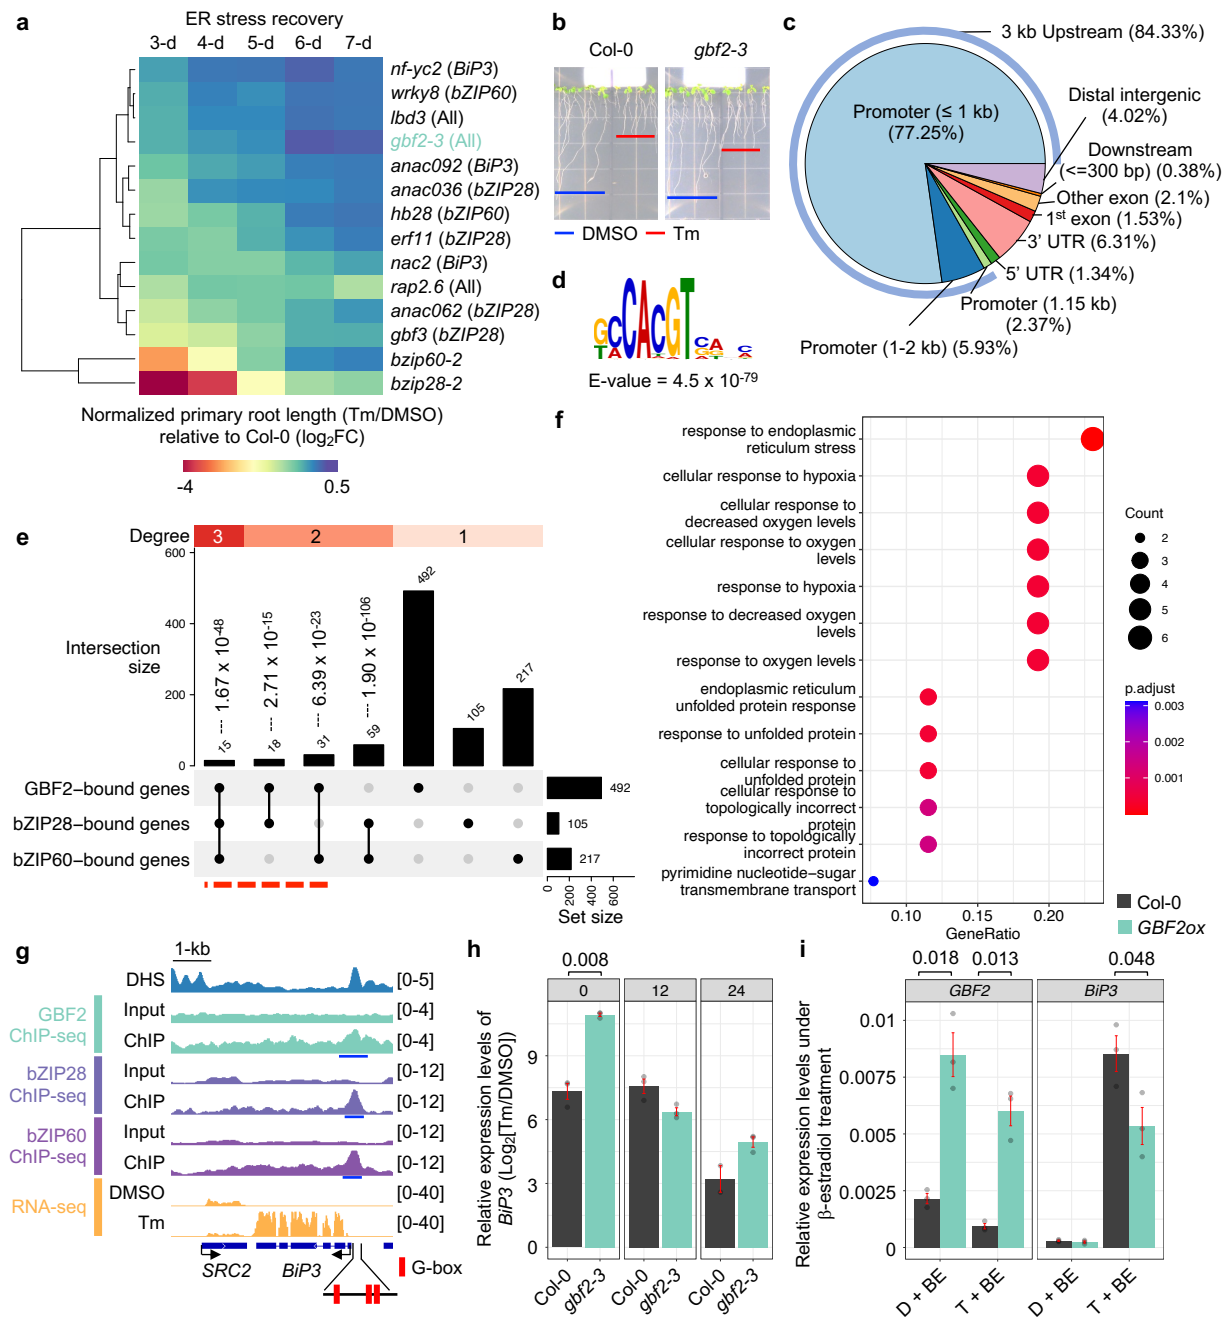 a
ER stress recovery
3-d 4-d 5-d 6-d 7-d
nf-yc2 (BiP3)
wrky8 (bZIP60)
lbd3 (All)
gbf2-3 (All)
anac092 (BiP3)
anac036 (bZIP28)
hb28 (bZIP60)
erf11 (bZIP28)
nac2 (BiP3)
rap2.6 (All)
anac062 (bZIP28)
gbf3 (bZIP28)
bzip60-2
bzip28-2
Normalized primary root length (Tm/DMSO)
relative to Col-0 (log2FC)
-4 0.5
b
Col-0 gbf2-3
DMSO Tm
c
3 kb Upstream (84.33%)
Promoter (≤ 1 kb)
(77.25%)
Distal intergenic
(4.02%)
Downstream
(<=300 bp) (0.38%)
Other exon (2.1%)
1st exon (1.53%)
3' UTR (6.31%)
5' UTR (1.34%)
Promoter (1.15 kb)
(2.37%)
Promoter (1-2 kb) (5.93%)
d
CACGT
E-value = 4.5 x 10-79
e
Degree 3 2 1
600
400
200
0
Intersection
size
15 --- 1.67 x 10-48
18 --- 2.71 x 10-15
31 --- 6.39 x 10-23
59 --- 1.90 x 10-106
492
105
217
GBF2−bound genes 492
bZIP28−bound genes 105
bZIP60−bound genes 217
0 200 400 600
Set size
f
response to endoplasmic
reticulum stress
cellular response to hypoxia
cellular response to
decreased oxygen levels
cellular response to oxygen
levels
response to hypoxia
response to decreased oxygen
levels
response to oxygen levels
endoplasmic reticulum
unfolded protein response
response to unfolded protein
cellular response to
unfolded protein
cellular response to
topologically incorrect
protein
response to topologically
incorrect protein
pyrimidine nucleotide−sugar
transmembrane transport
0.10 0.15 0.20
GeneRatio
Count
2
3
4
5
6
p.adjust
0.003
0.002
0.001
Col-0
GBF2ox
g
1-kb
DHS [0-5]
GBF2
ChIP-seq
Input [0-4]
ChIP [0-4]
bZIP28
ChIP-seq
Input [0-12]
ChIP [0-12]
bZIP60
ChIP-seq
Input [0-12]
ChIP [0-12]
RNA-seq
DMSO [0-40]
Tm [0-40]
SRC2 BiP3
G-box
h
0.008
0 12 24
Relative expression levels of
BiP3 (Log2[Tm/DMSO])
9
6
3
0
Col-0 gbf2-3 Col-0 gbf2-3 Col-0 gbf2-3
i
0.018 0.013 0.048
GBF2 BiP3
Relative expression levels under
β-estradiol treatment
0.01
0.0075
0.005
0.0025
0
D + BE T + BE D + BE T + BE